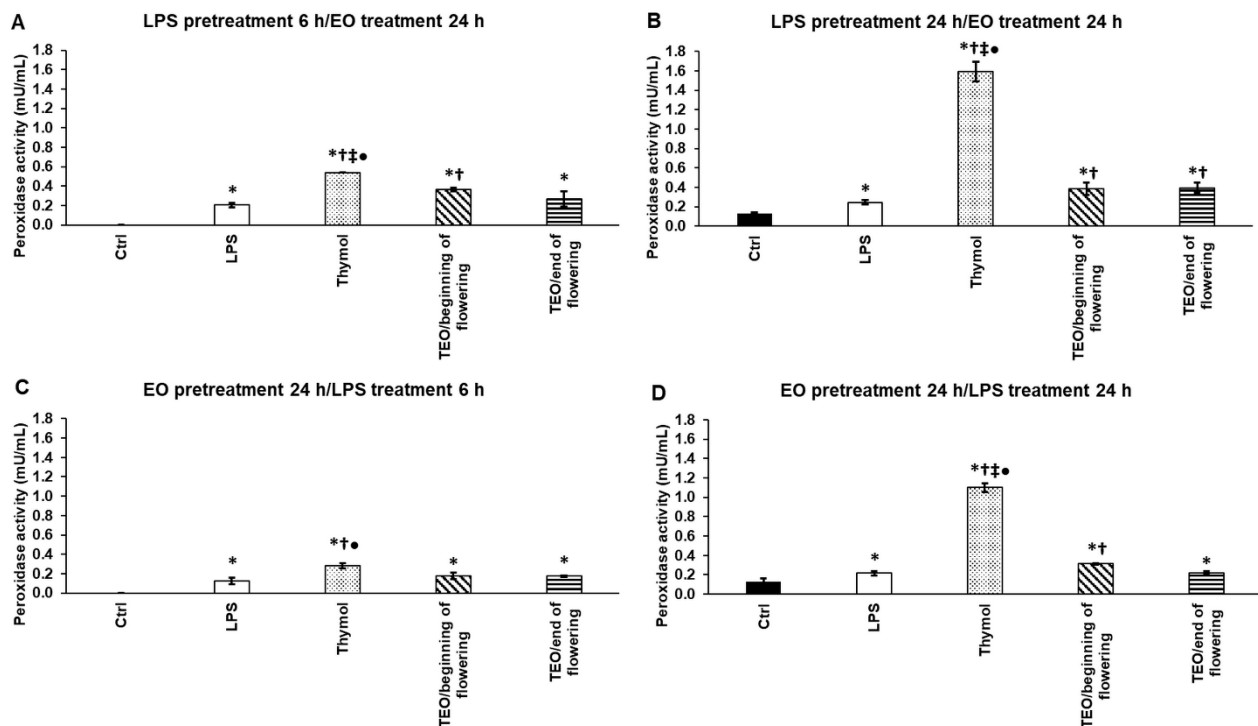 A
LPS pretreatment 6 h/EO treatment 24 h
Peroxidase activity (mU/mL)
1.8
1.6
1.4
1.2
1.0
0.8
0.6
0.4
0.2
0.0
*
*†‡●
*†
*
Ctrl
LPS
Thymol
TEO/beginning of
flowering
TEO/end of
flowering
B
LPS pretreatment 24 h/EO treatment 24 h
Peroxidase activity (mU/mL)
1.8
1.6
1.4
1.2
1.0
0.8
0.6
0.4
0.2
0.0
*
*†‡●
*†
*†
Ctrl
LPS
Thymol
TEO/beginning of
flowering
TEO/end of
flowering
C
EO pretreatment 24 h/LPS treatment 6 h
Peroxidase activity (mU/mL)
1.8
1.6
1.4
1.2
1.0
0.8
0.6
0.4
0.2
0.0
*
*†●
*
*
Ctrl
LPS
Thymol
TEO/beginning of
flowering
TEO/end of
flowering
D
EO pretreatment 24 h/LPS treatment 24 h
Peroxidase activity (mU/mL)
1.8
1.6
1.4
1.2
1.0
0.8
0.6
0.4
0.2
0.0
*
*†‡●
*†
*
Ctrl
LPS
Thymol
TEO/beginning of
flowering
TEO/end of
flowering